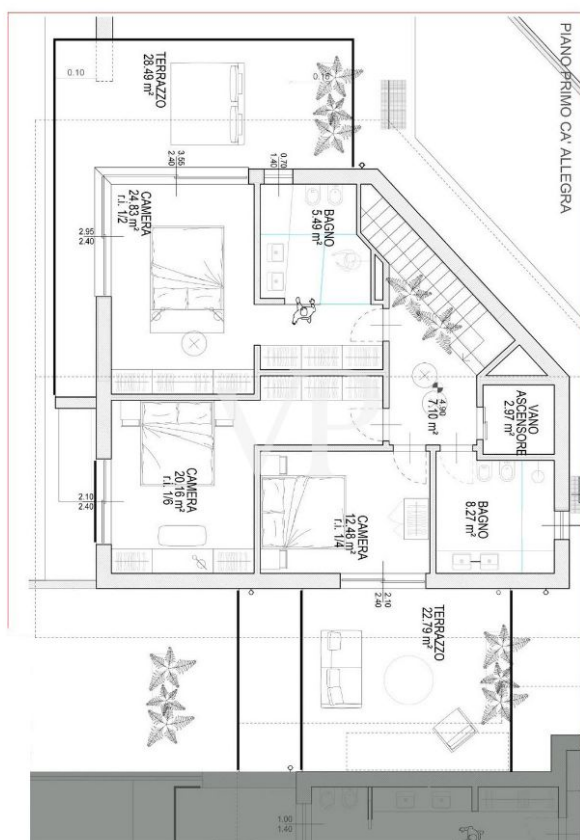 PIANO PRIMO CA' ALLEGRA
TERRAZZO
28.49 m²
0.10
0.16
3.55
2.40
0.70
1.40
CAMERA
24.83 m²
r.i. 1/2
BAGNO
5.49 m²
2.95
2.40
4.90
7.10 m²
VANO
ASCENSORE
2.97 m²
VP
CAMERA
20.16 m²
r.i. 1/6
CAMERA
12.48 m²
r.i. 1/4
BAGNO
8.27 m²
2.10
2.40
2.10
2.40
TERRAZZO
22.79 m²
1.00
1.40